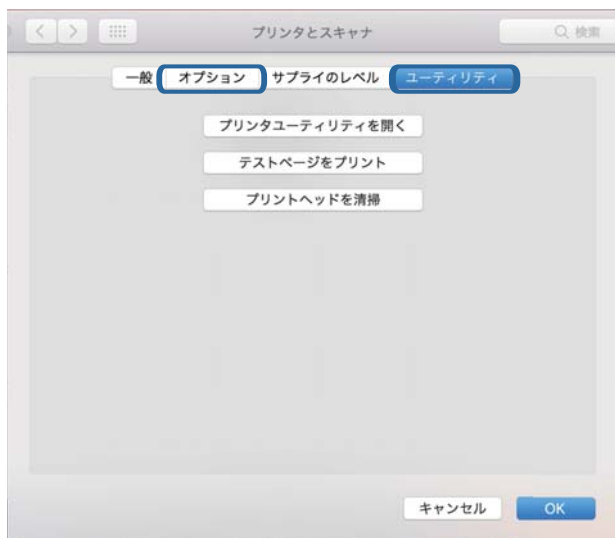 プリンタとスキャナ
検索
一般 オプション サプライのレベル ユーティリティ
プリンタユーティリティを開く
テストページをプリント
プリントヘッドを清掃
キャンセル OK